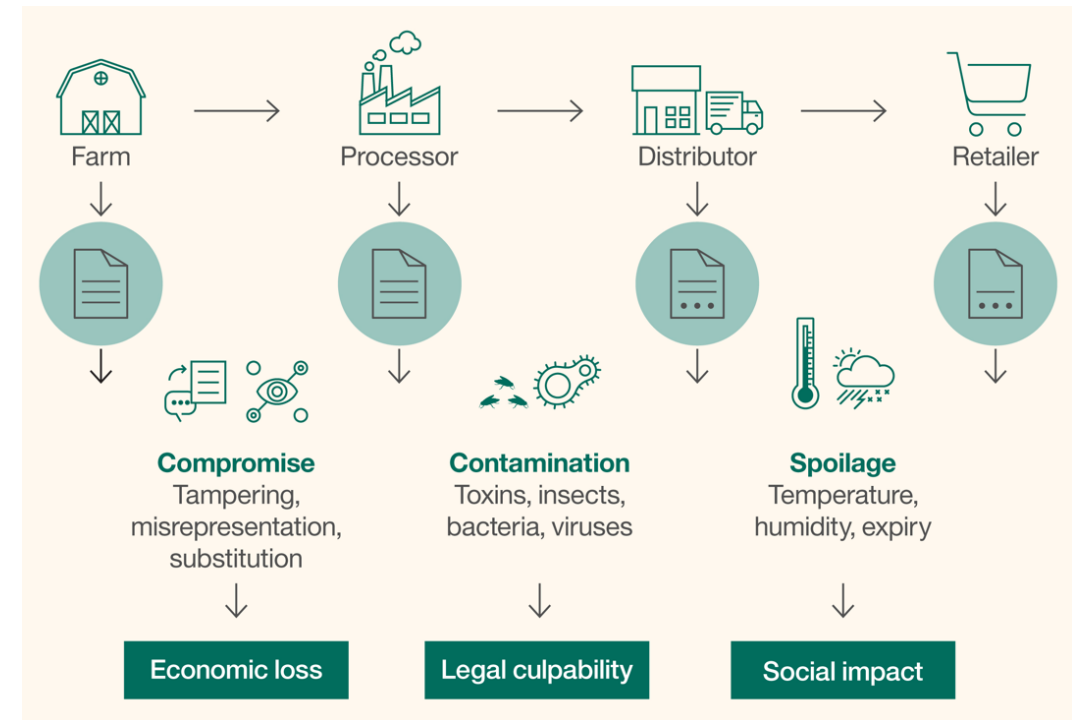 Farm
Processor
Distributor
Retailer
Compromise
Tampering,
misrepresentation,
substitution
Contamination
Toxins, insects,
bacteria, viruses
Spoilage
Temperature,
humidity, expiry
Economic loss
Legal culpability
Social impact